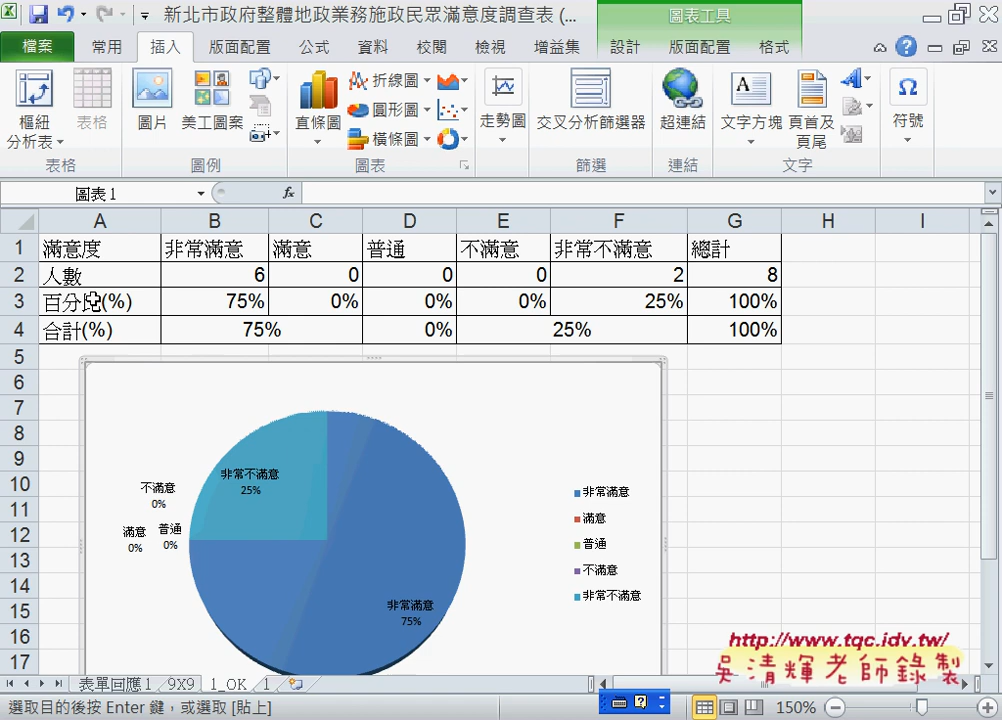 新北市政府整體地政業務施政民眾滿意度調查表 (...
圖表工具
檔案 常用 插入 版面配置 公式 資料 校閱 檢視 增益集 設計 版面配置 格式
樞紐分析表 表格 圖片 美工圖案 直條圖 折線圖 圓形圖 橫條圖 走勢圖 交叉分析篩選器 超連結 文字方塊 頁首及頁尾 符號
表格 圖例 圖表 篩選 連結 文字
圖表 1 fx
A B C D E F G H I
1 滿意度 非常滿意 滿意 普通 不滿意 非常不滿意 總計
2 人數 6 0 0 0 2 8
3 百分比(%) 75% 0% 0% 0% 25% 100%
4 合計(%) 75% 0% 25% 100%
5
6
7
8
9
10
11
12
13
14
15
16
17
非常不滿意
25%
不滿意
0%
滿意
0%
普通
0%
非常滿意
75%
非常滿意
滿意
普通
不滿意
非常不滿意
http://www.tqc.idv.tw/
吳清輝老師錄製
表單回應 1 9X9 1_OK 1
選取目的後按 Enter 鍵，或選取 [貼上]
150%